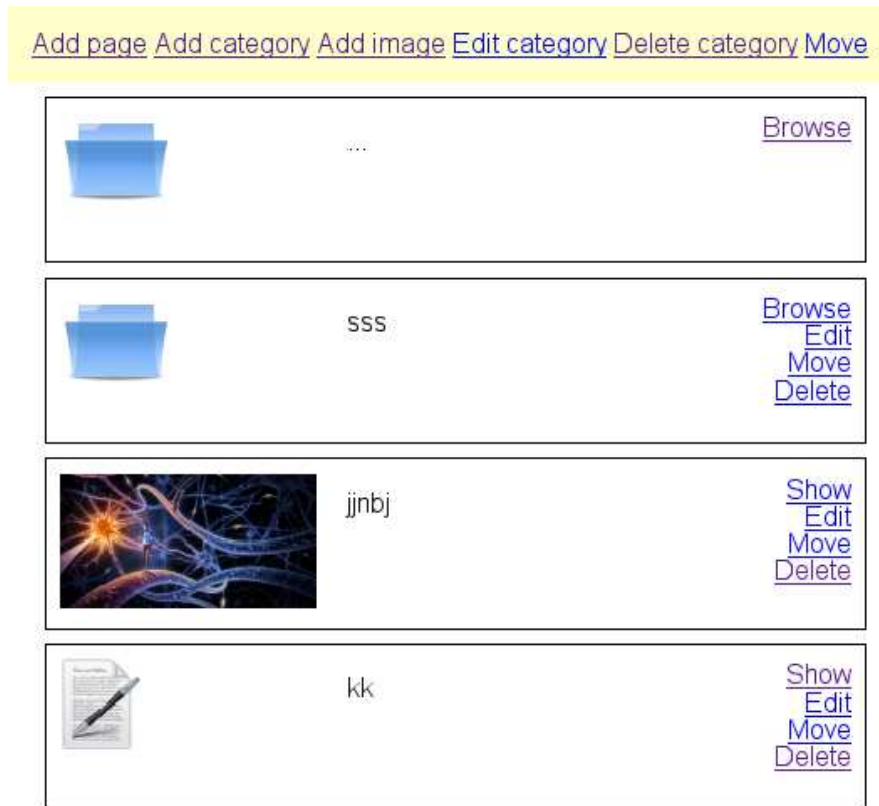 Add page Add category Add image Edit category Delete category Move
... Browse
sss Browse
Edit
Move
Delete
jjnbj Show
Edit
Move
Delete
kk Show
Edit
Move
Delete